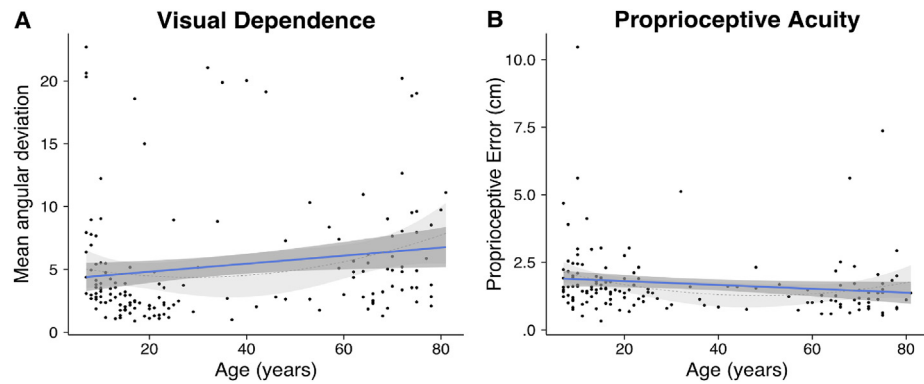 A Visual Dependence
20
15
10
5
0
Mean angular deviation
20 40 60 80
Age (years)
B Proprioceptive Acuity
10.0
7.5
5.0
2.5
.0
Proprioceptive Error (cm)
20 40 60 80
Age (years)